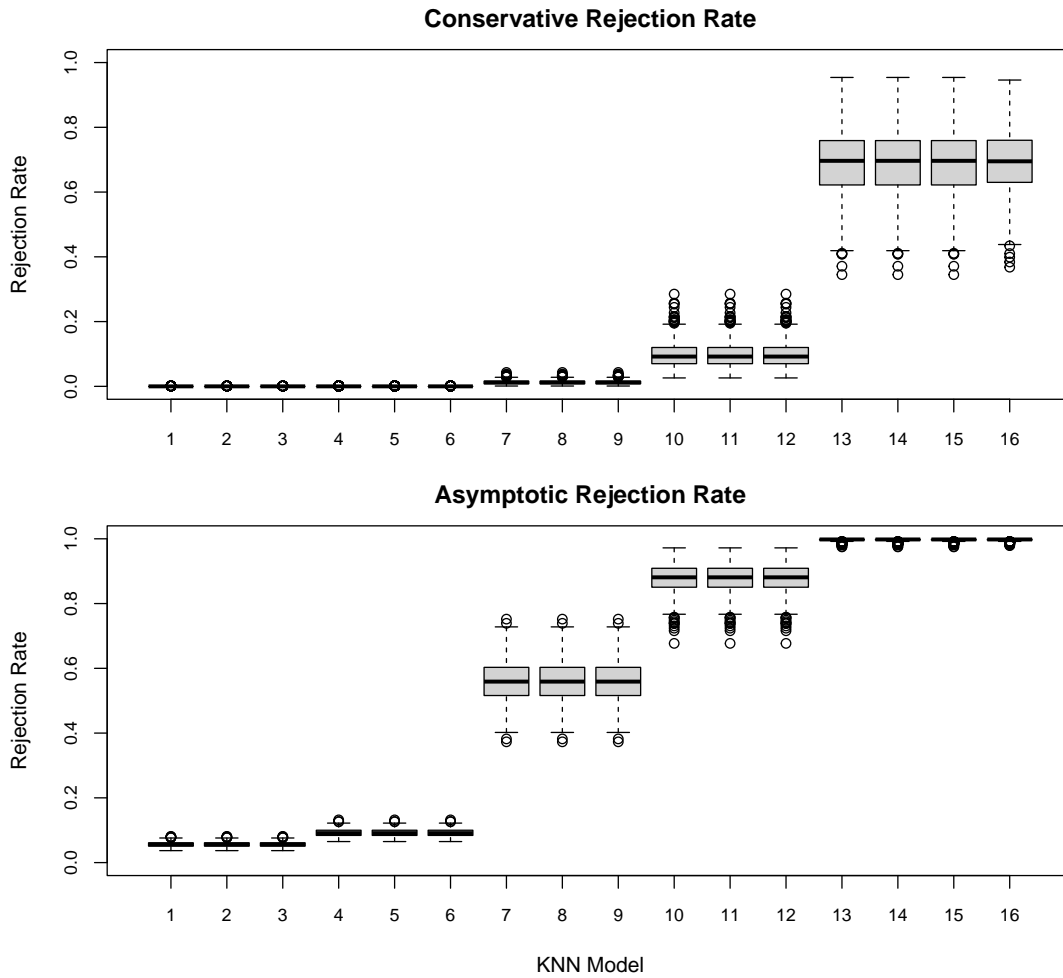 Conservative Rejection Rate
Rejection Rate
1.0
0.8
0.6
0.4
0.2
0.0
1 2 3 4 5 6 7 8 9 10 11 12 13 14 15 16
Asymptotic Rejection Rate
Rejection Rate
1.0
0.8
0.6
0.4
0.2
0.0
1 2 3 4 5 6 7 8 9 10 11 12 13 14 15 16
KNN Model